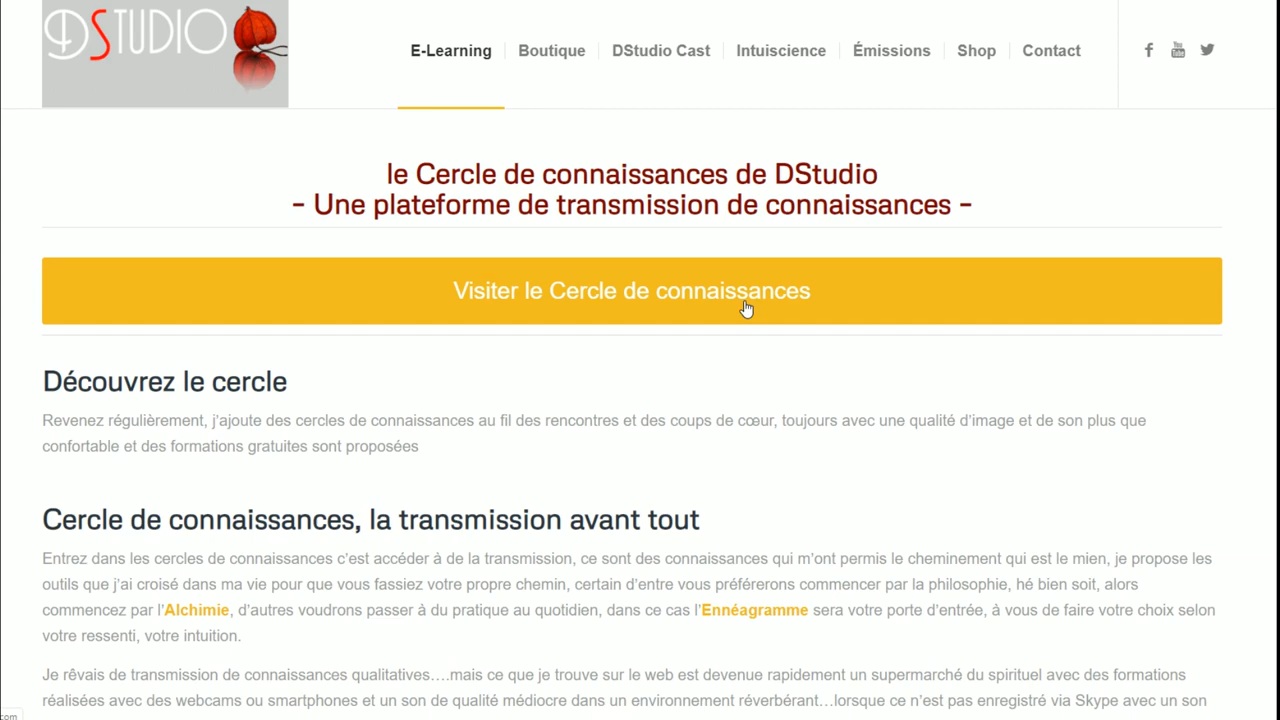 DSTUDIO
E-Learning
Boutique
DStudio Cast
Intuiscience
Émissions
Shop
Contact
le Cercle de connaissances de DStudio
- Une plateforme de transmission de connaissances -
Visiter le Cercle de connaissances
Découvrez le cercle
Revenez régulièrement, j’ajoute des cercles de connaissances au fil des rencontres et des coups de cœur, toujours avec une qualité d’image et de son plus que
confortable et des formations gratuites sont proposées
Cercle de connaissances, la transmission avant tout
Entrez dans les cercles de connaissances c’est accéder à de la transmission, ce sont des connaissances qui m’ont permis le cheminement qui est le mien, je propose les
outils que j’ai croisé dans ma vie pour que vous fassiez votre propre chemin, certain d’entre vous préférerons commencer par la philosophie, hé bien soit, alors
commencez par l’Alchimie, d’autres voudrons passer à du pratique au quotidien, dans ce cas l’Ennéagramme sera votre porte d’entrée, à vous de faire votre choix selon
votre ressenti, votre intuition.
Je rêvais de transmission de connaissances qualitatives….mais ce que je trouve sur le web est devenue rapidement un supermarché du spirituel avec des formations
réalisées avec des webcams ou smartphones et un son de qualité médiocre dans un environnement réverbérant…lorsque ce n’est pas enregistré via Skype avec un son
com